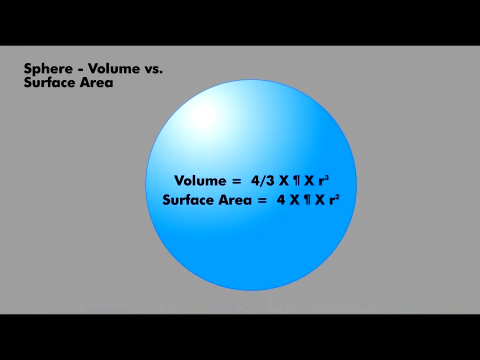 Sphere - Volume vs.
Surface Area
Volume = 4/3 X ¶ X r³
Surface Area = 4 X ¶ X r²